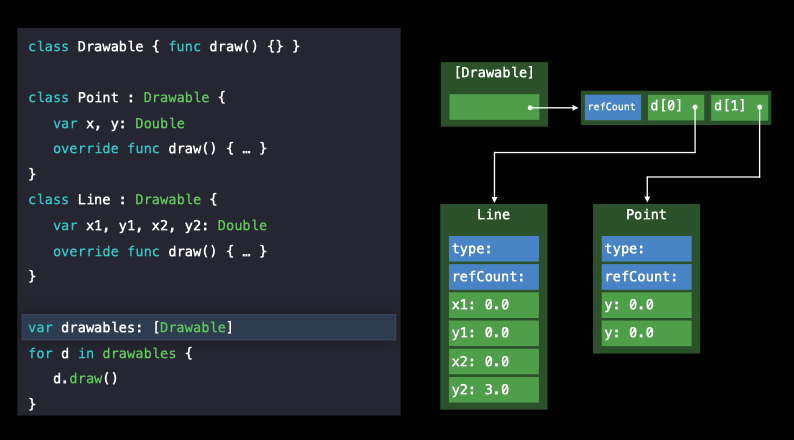 class Drawable { func draw() {} }
class Point : Drawable {
var x, y: Double
override func draw() { … }
}
class Line : Drawable {
var x1, y1, x2, y2: Double
override func draw() { … }
}
var drawables: [Drawable]
for d in drawables {
d.draw()
}
[Drawable]
refCount
d[0]
d[1]
Line
type:
refCount:
x1: 0.0
y1: 0.0
x2: 0.0
y2: 3.0
Point
type:
refCount:
y: 0.0
y: 0.0